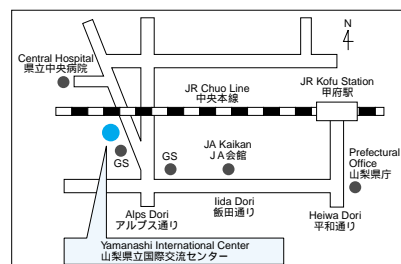 N
Central Hospital
県立中央病院
JR Chuo Line
中央本線
JR Kofu Station
甲府駅
GS
GS
JA Kaikan
JA会館
Prefectural
Office
山梨県庁
Alps Dori
アルプス通り
Iida Dori
飯田通り
Heiwa Dori
平和通り
Yamanashi International Center
山梨県立国際交流センター